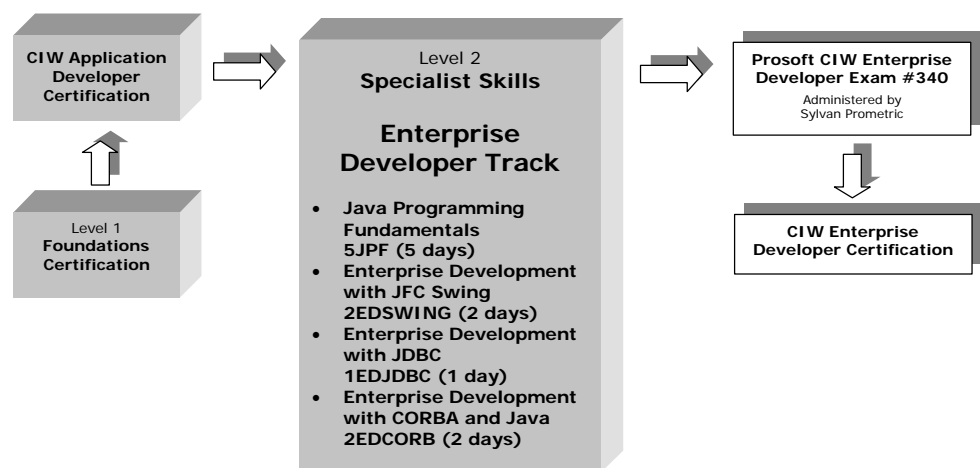 CIW Application
Developer
Certification
Level 1
Foundations
Certification
Level 2
Specialist Skills
Enterprise
Developer Track
• Java Programming
Fundamentals
5JPF (5 days)
• Enterprise Development
with JFC Swing
2EDSWING (2 days)
• Enterprise Development
with JDBC
1EDJDBC (1 day)
• Enterprise Development
with CORBA and Java
2EDCORB (2 days)
Prosoft CIW Enterprise
Developer Exam #340
Administered by
Sylvan Prometric
CIW Enterprise
Developer Certification